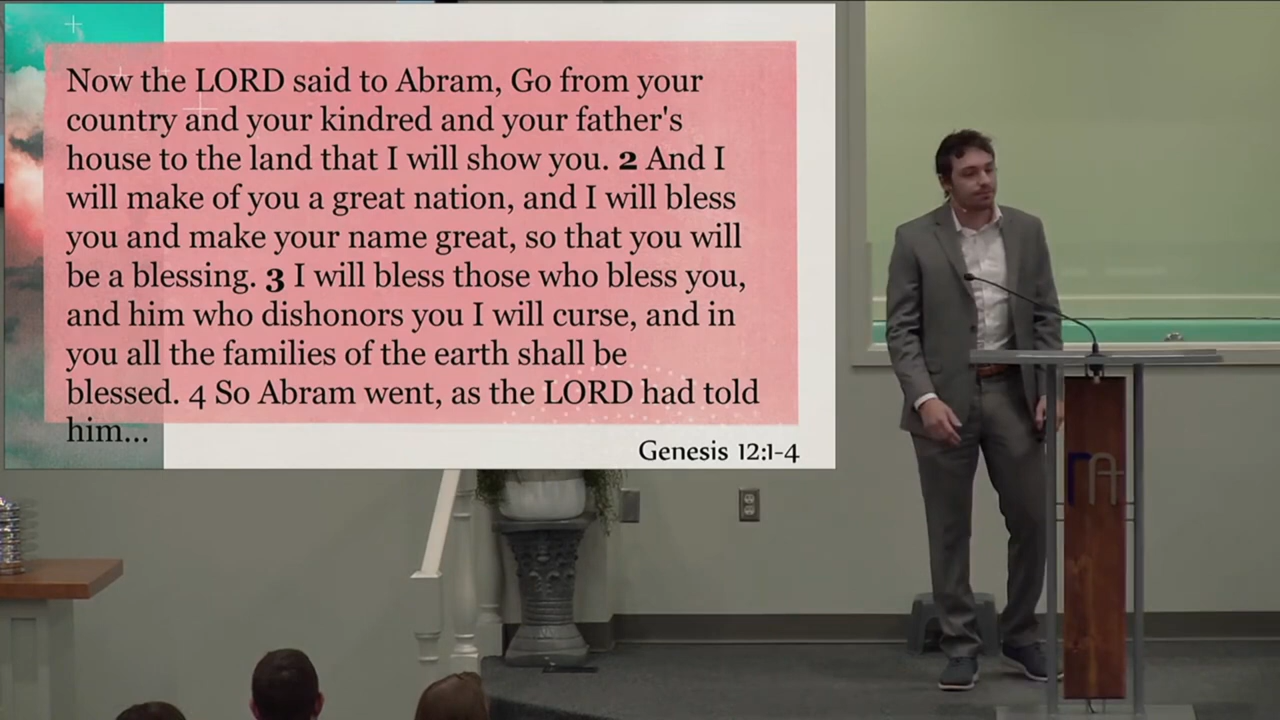 Now the LORD said to Abram, Go from your
country and your kindred and your father's
house to the land that I will show you. 2 And I
will make of you a great nation, and I will bless
you and make your name great, so that you will
be a blessing. 3 I will bless those who bless you,
and him who dishonors you I will curse, and in
you all the families of the earth shall be
blessed. 4 So Abram went, as the LORD had told
him...
Genesis 12:1-4